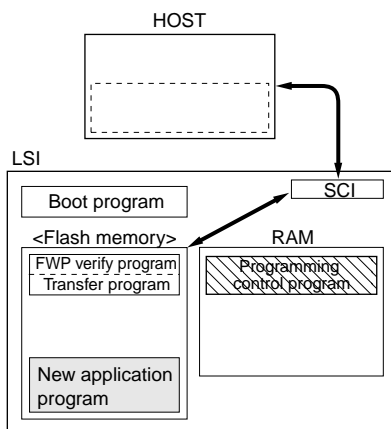 HOST
LSI
SCI
Boot program
<Flash memory>
RAM
FWP verify program
Transfer program
Programming
control program
New application
program